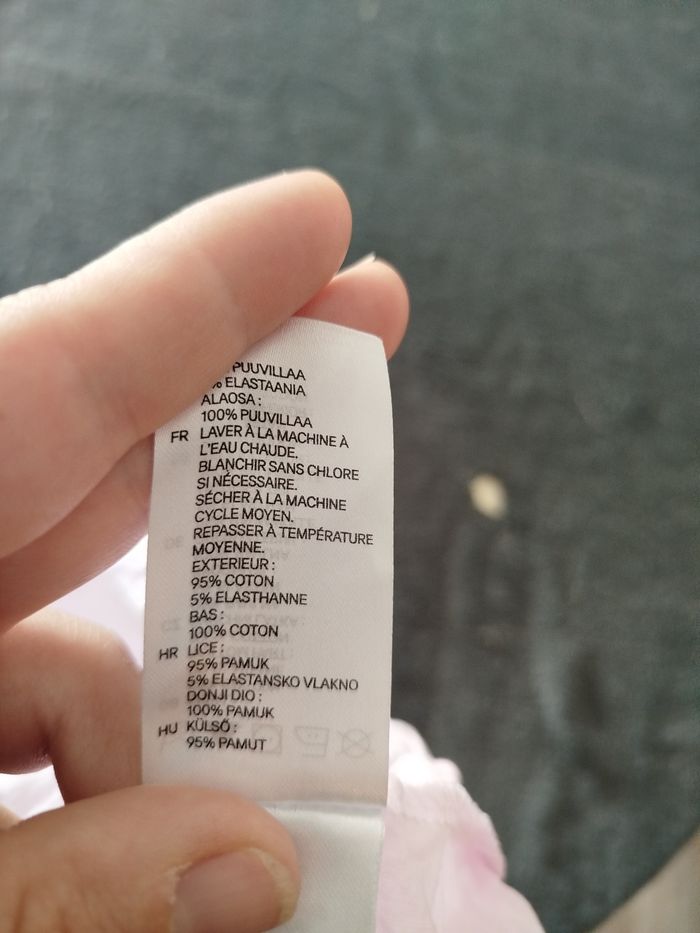 PUUVILLAA
% ELASTAANIA
ALAOSA :
100% PUUVILLAA
FR LAVER À LA MACHINE À
L'EAU CHAUDE.
BLANCHIR SANS CHLORE
SI NÉCESSAIRE.
SÉCHER À LA MACHINE
CYCLE MOYEN.
REPASSER À TEMPÉRATURE
MOYENNE.
EXTERIEUR :
95% COTON
5% ELASTHANNE
BAS :
100% COTON
HR LICE :
95% PAMUK
5% ELASTANSKO VLAKNO
DONJI DIO :
100% PAMUK
HU KÜLSŐ :
95% PAMUT